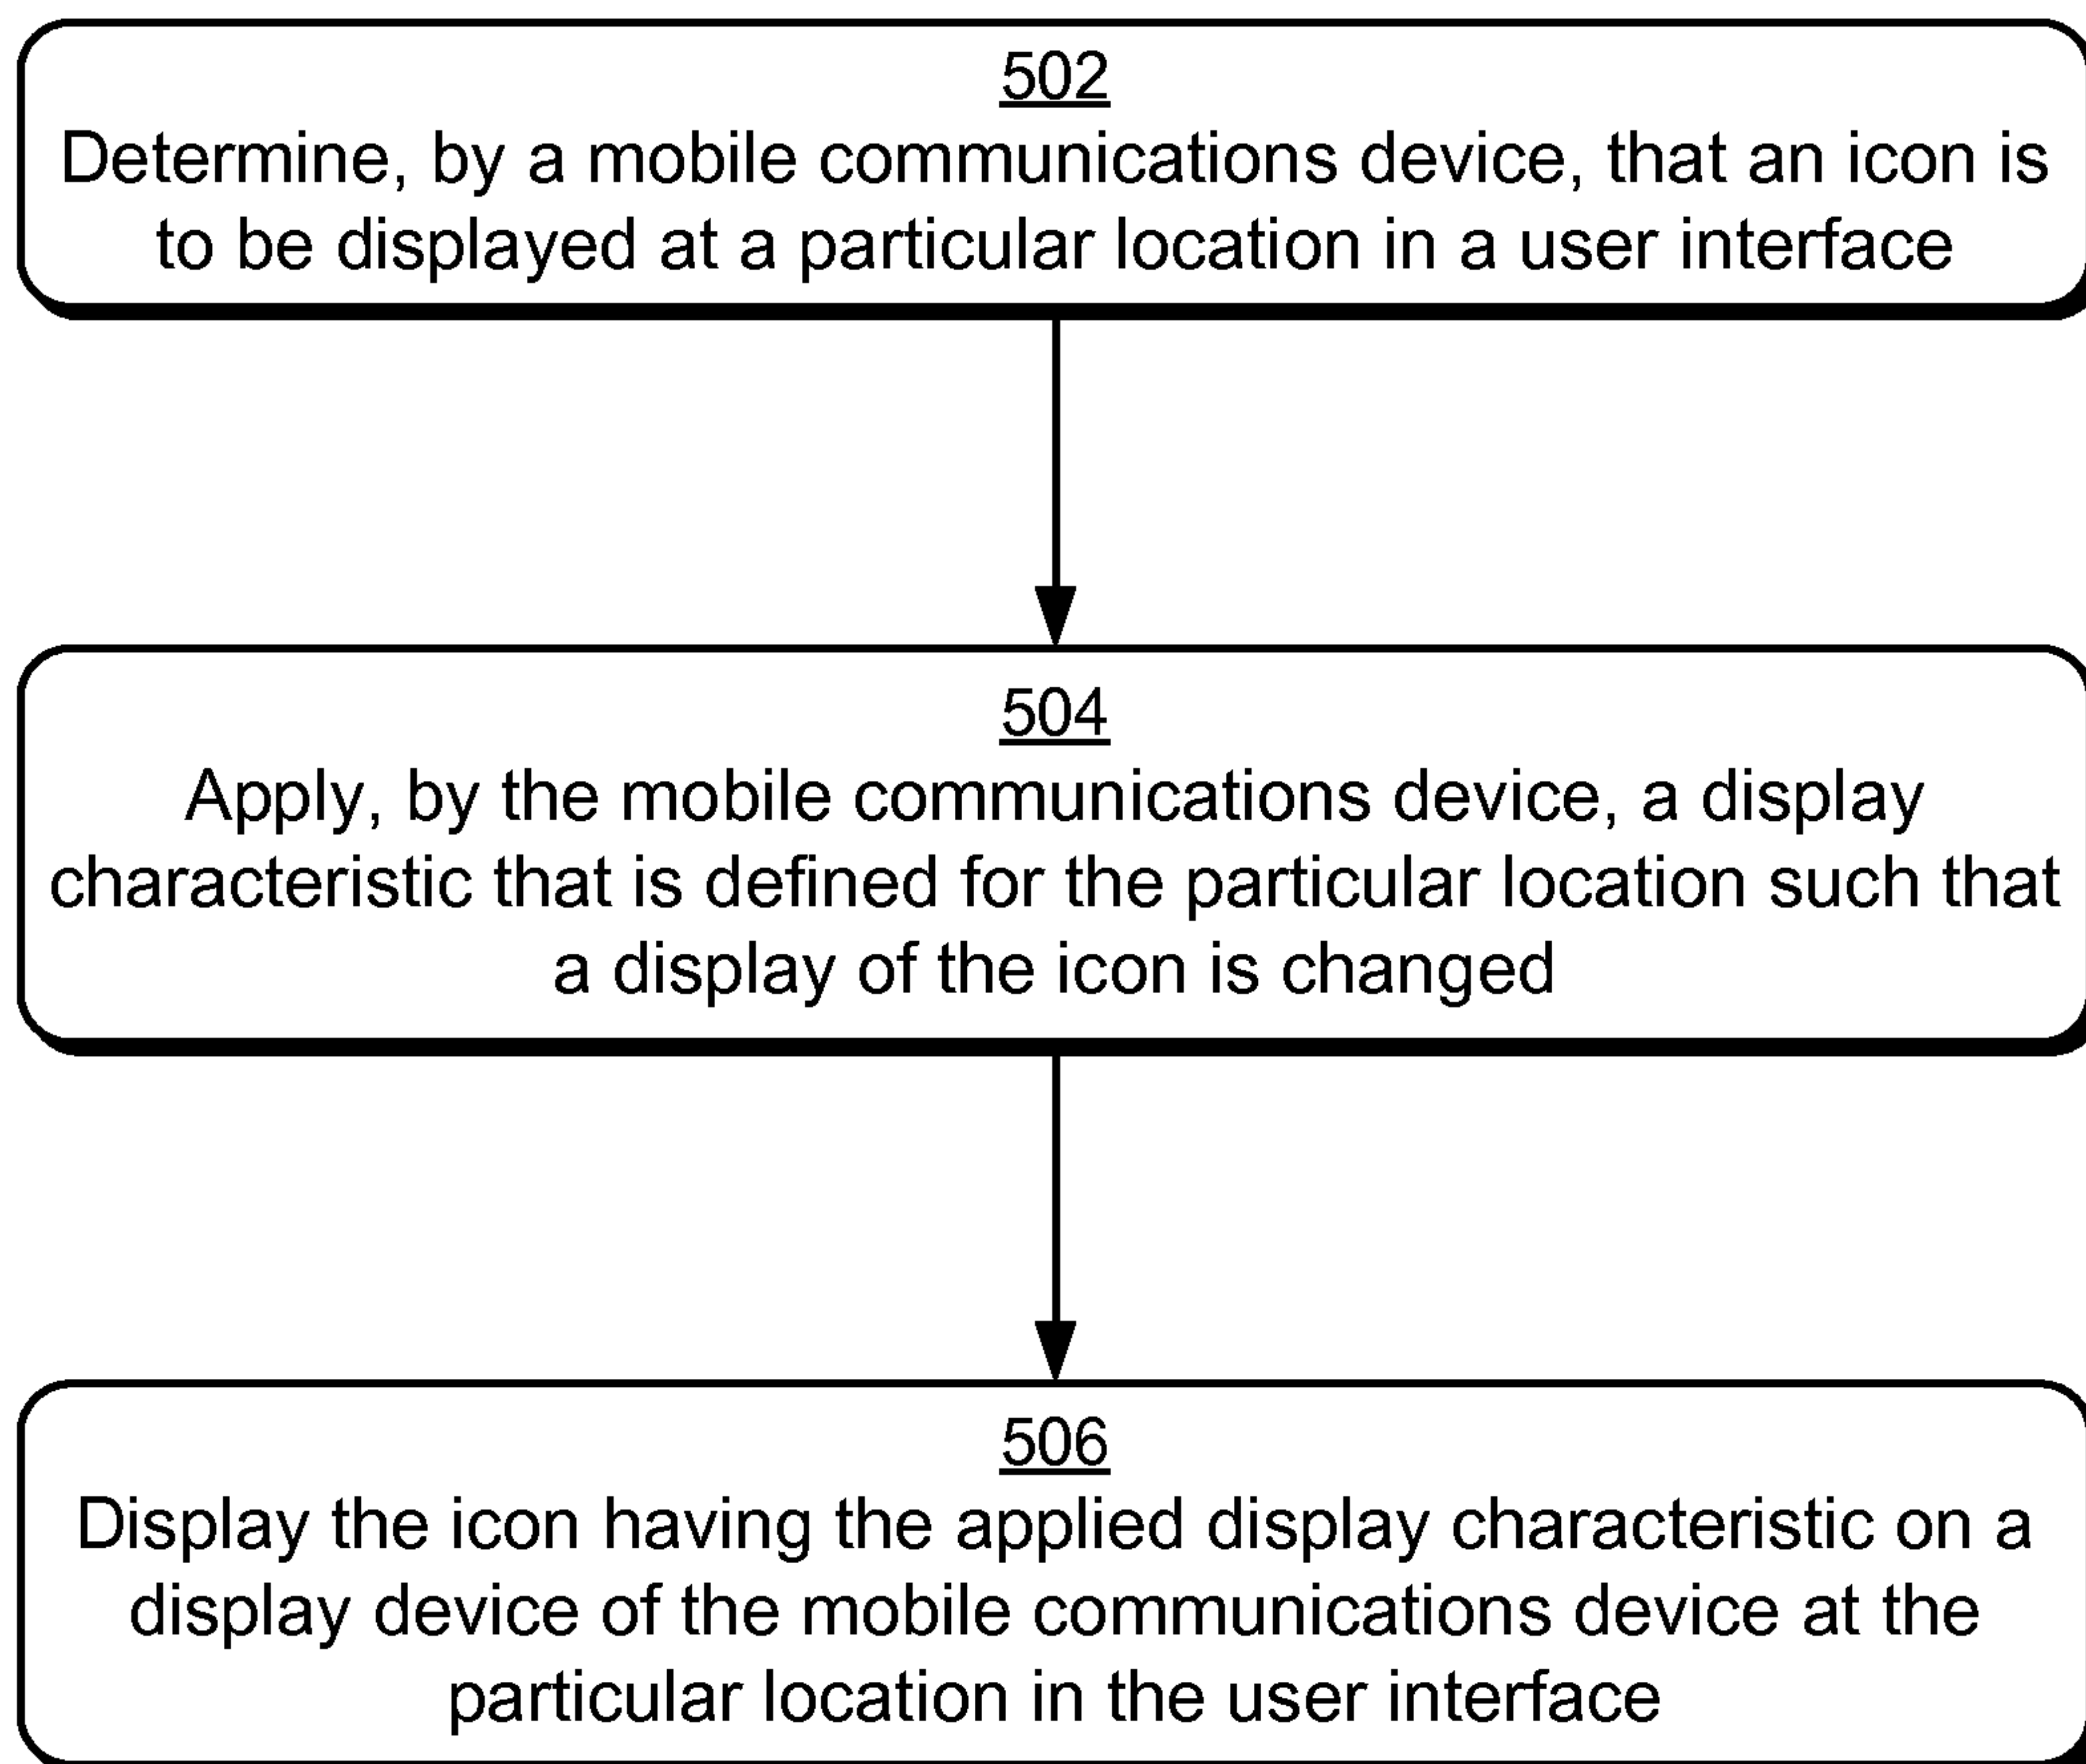 502
Determine, by a mobile communications device, that an icon is
to be displayed at a particular location in a user interface
504
Apply, by the mobile communications device, a display
characteristic that is defined for the particular location such that
a display of the icon is changed
506
Display the icon having the applied display characteristic on a
display device of the mobile communications device at the
particular location in the user interface